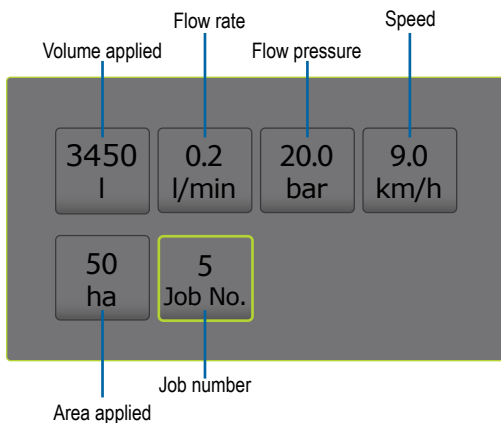 Flow rate
Speed
Volume applied
Flow pressure
3450
l
0.2
l/min
20.0
bar
9.0
km/h
50
ha
5
Job No.
Job number
Area applied